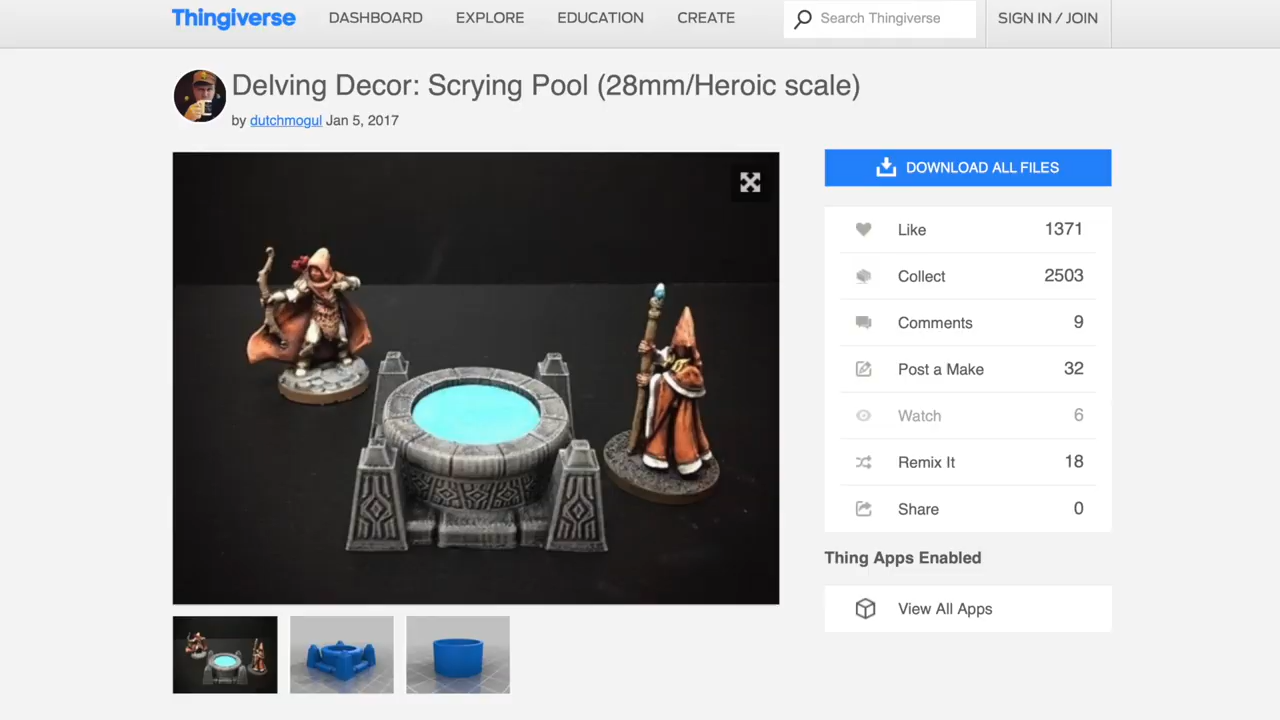 Thingiverse DASHBOARD EXPLORE EDUCATION CREATE Search Thingiverse SIGN IN / JOIN
Delving Decor: Scrying Pool (28mm/Heroic scale)
by dutchmogul Jan 5, 2017
DOWNLOAD ALL FILES
Like 1371
Collect 2503
Comments 9
Post a Make 32
Watch 6
Remix It 18
Share 0
Thing Apps Enabled
View All Apps